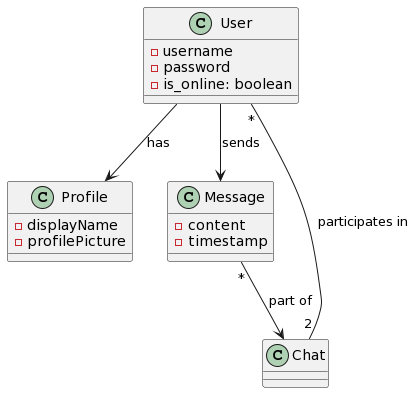 C User
username
password
is_online: boolean
*
has
sends
participates in
C Profile
displayName
profilePicture
C Message
content
timestamp
*
part of
2
C Chat